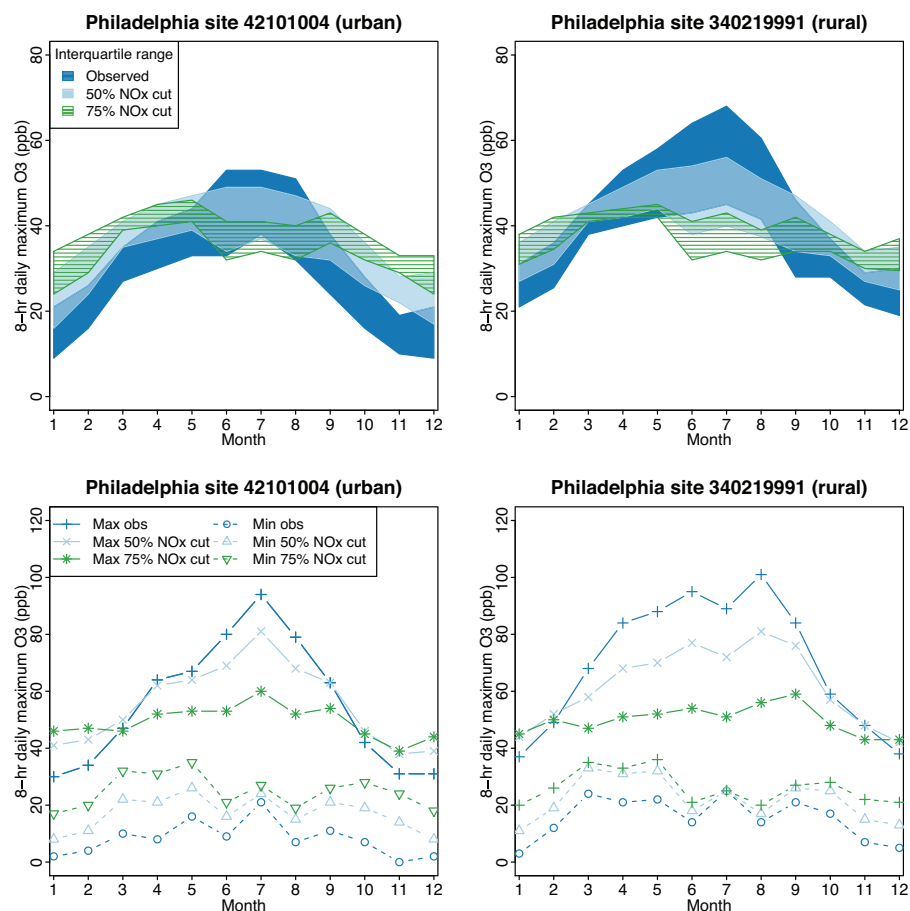 Philadelphia site 42101004 (urban)
Philadelphia site 340219991 (rural)
8−hr daily maximum O3 (ppb)
80
60
40
20
0
Interquartile range
Observed
50% NOx cut
75% NOx cut
1 2 3 4 5 6 7 8 9 10 11 12
Month
8−hr daily maximum O3 (ppb)
80
60
40
20
0
1 2 3 4 5 6 7 8 9 10 11 12
Month
Philadelphia site 42101004 (urban)
Philadelphia site 340219991 (rural)
8−hr daily maximum O3 (ppb)
120
100
80
60
40
20
0
Max obs
Max 50% NOx cut
Max 75% NOx cut
Min obs
Min 50% NOx cut
Min 75% NOx cut
1 2 3 4 5 6 7 8 9 10 11 12
Month
8−hr daily maximum O3 (ppb)
120
100
80
60
40
20
0
1 2 3 4 5 6 7 8 9 10 11 12
Month